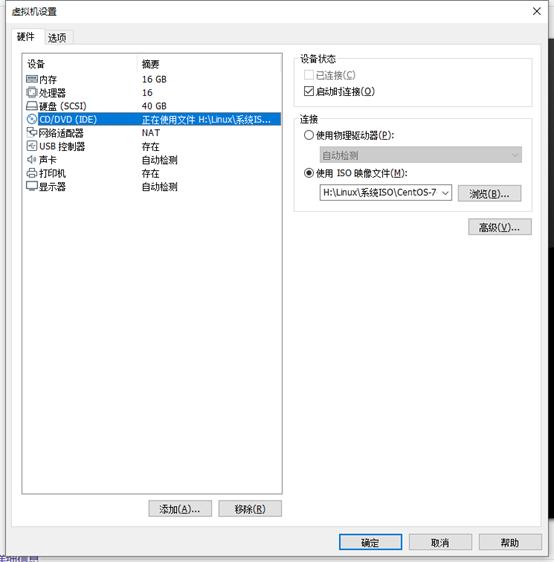 虚拟机设置
硬件 选项
设备 摘要
内存 16 GB
处理器 16
硬盘 (SCSI) 40 GB
CD/DVD (IDE) 正在使用文件 H:\Linux\系统IS...
网络适配器 NAT
USB 控制器 存在
声卡 自动检测
打印机 存在
显示器 自动检测
添加(A)... 移除(R)
设备状态
已连接(C)
启动时连接(O)
连接
使用物理驱动器(P):
自动检测
使用 ISO 映像文件(M):
H:\Linux\系统ISO\CentOS-7 浏览(B)...
高级(V)...
确定 取消 帮助
详细信息